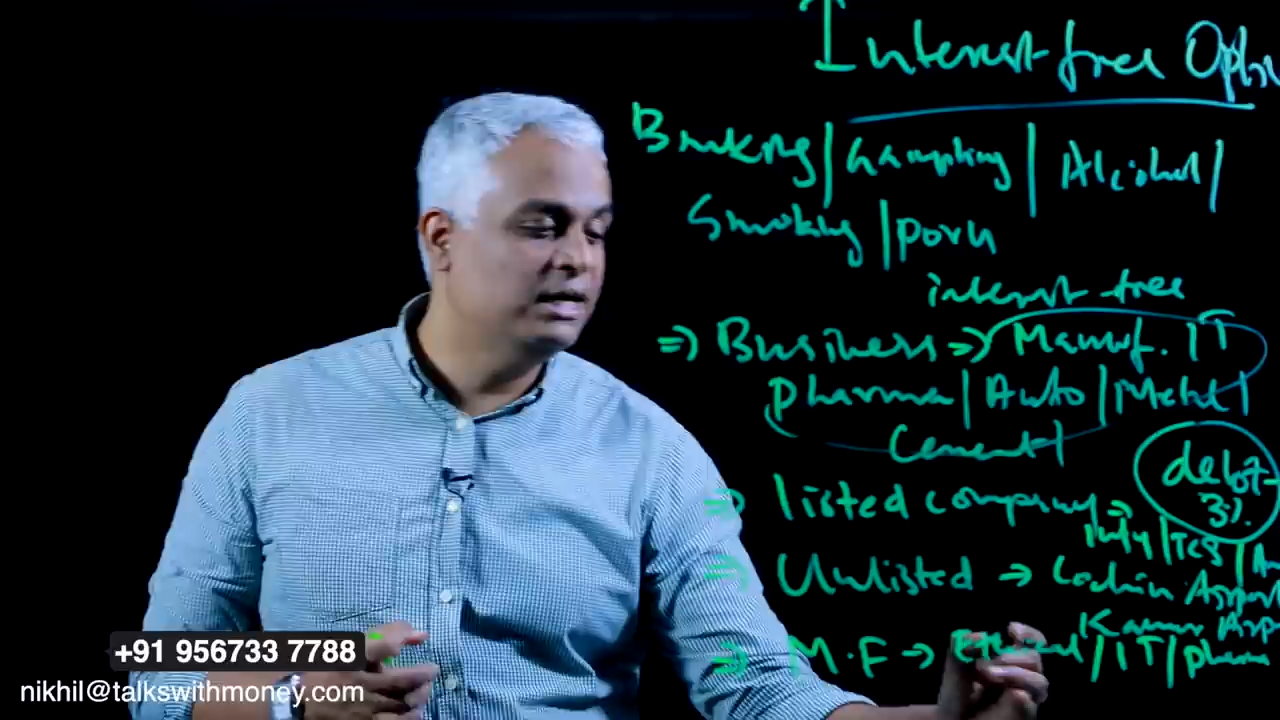 Interest-free Optio
Banking | Gambling | Alcohol |
Smoking | Porn
interest-free
=> Business => Manuf. IT
pharma | Auto | Metal
Cement |
debt-
3%.
=> listed company =>
Infy | TCS |
=> Unlisted -> Cochin Airport
Kannur Airpo
=> M.F -> Ethical | IT | pharma
+91 956733 7788
nikhil@talkswithmoney.com